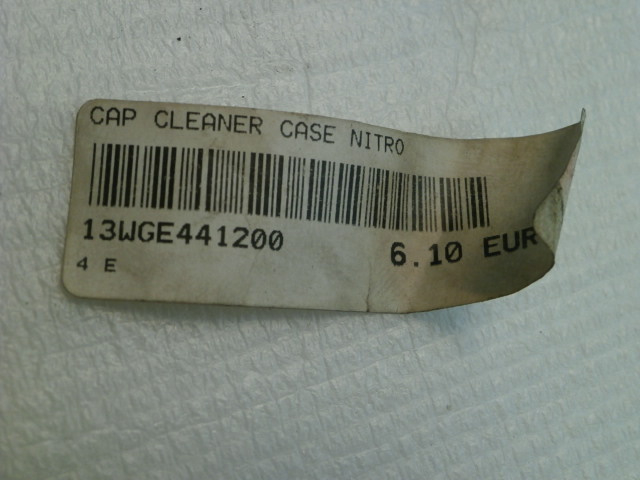 CAP CLEANER CASE NITRO
13WGE441200
6.10 EUR
4 E